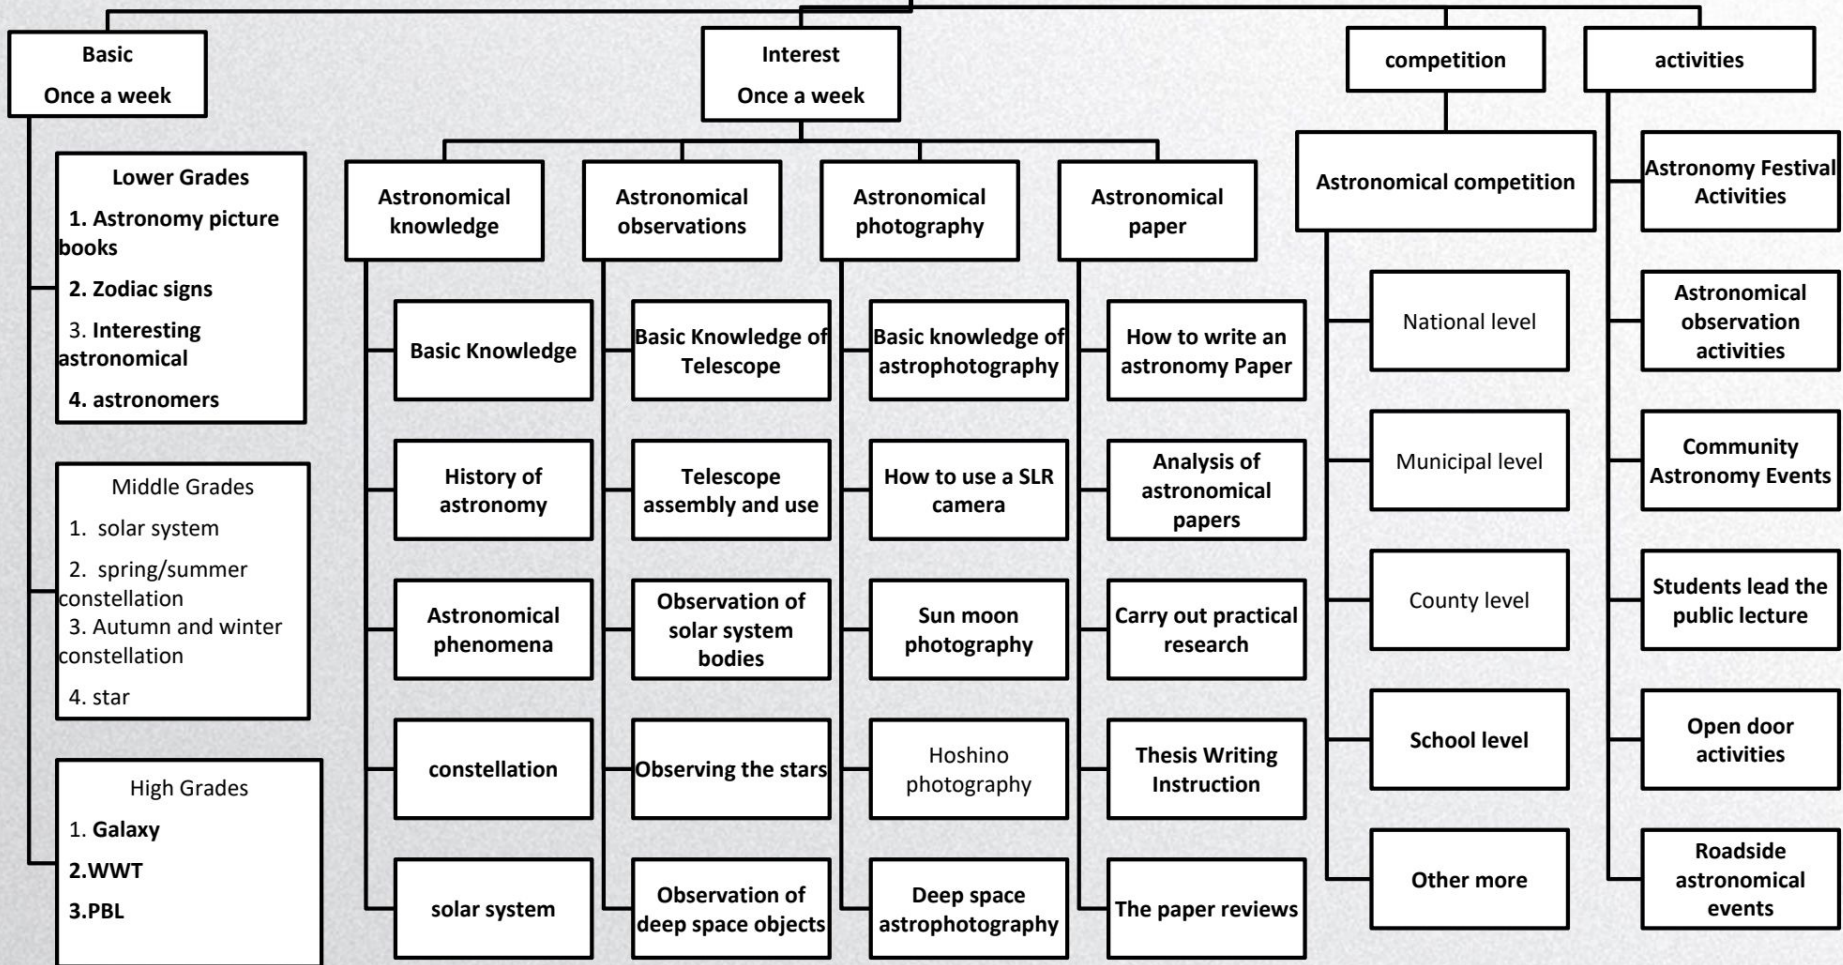 Basic
Once a week
Lower Grades
1. Astronomy picture
books
2. Zodiac signs
3. Interesting
astronomical
4. astronomers
Middle Grades
1. solar system
2. spring/summer
constellation
3. Autumn and winter
constellation
4. star
High Grades
1. Galaxy
2.WWT
3.PBL
Interest
Once a week
Astronomical
knowledge
Basic Knowledge
History of
astronomy
Astronomical
phenomena
constellation
solar system
Astronomical
observations
Basic Knowledge of
Telescope
Telescope
assembly and use
Observation of
solar system
bodies
Observing the stars
Observation of
deep space objects
Astronomical
photography
Basic knowledge of
astrophotography
How to use a SLR
camera
Sun moon
photography
Hoshino
photography
Deep space
astrophotography
Astronomical
paper
How to write an
astronomy Paper
Analysis of
astronomical
papers
Carry out practical
research
Thesis Writing
Instruction
The paper reviews
competition
Astronomical competition
National level
Municipal level
County level
School level
Other more
activities
Astronomy Festival
Activities
Astronomical
observation
activities
Community
Astronomy Events
Students lead the
public lecture
Open door
activities
Roadside
astronomical
events